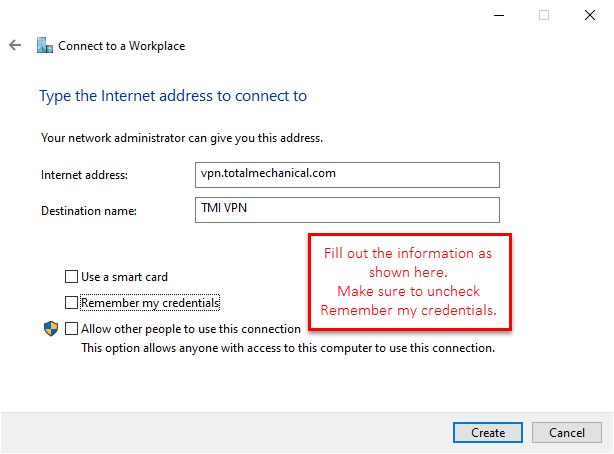 Connect to a Workplace
Type the Internet address to connect to
Your network administrator can give you this address.
Internet address: vpn.totalmechanical.com
Destination name: TMI VPN
Fill out the information as
shown here.
Make sure to uncheck
Remember my credentials.
Use a smart card
Remember my credentials
Allow other people to use this connection
This option allows anyone with access to this computer to use this connection.
Create Cancel